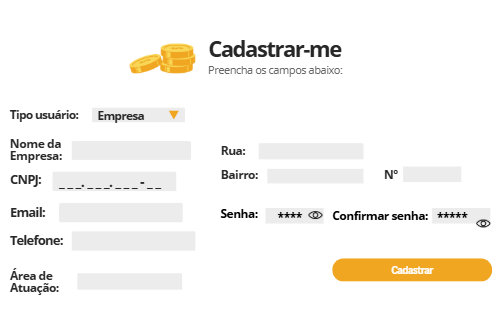 Cadastrar-me
Preencha os campos abaixo:
Tipo usuário: Empresa
Nome da
Empresa:
CNPJ: _ _ _. _ _ _. _ _ _ - _ _
Email:
Telefone:
Área de
Atuação:
Rua:
Bairro: Nº
Senha: **** Confirmar senha: *****
Cadastrar